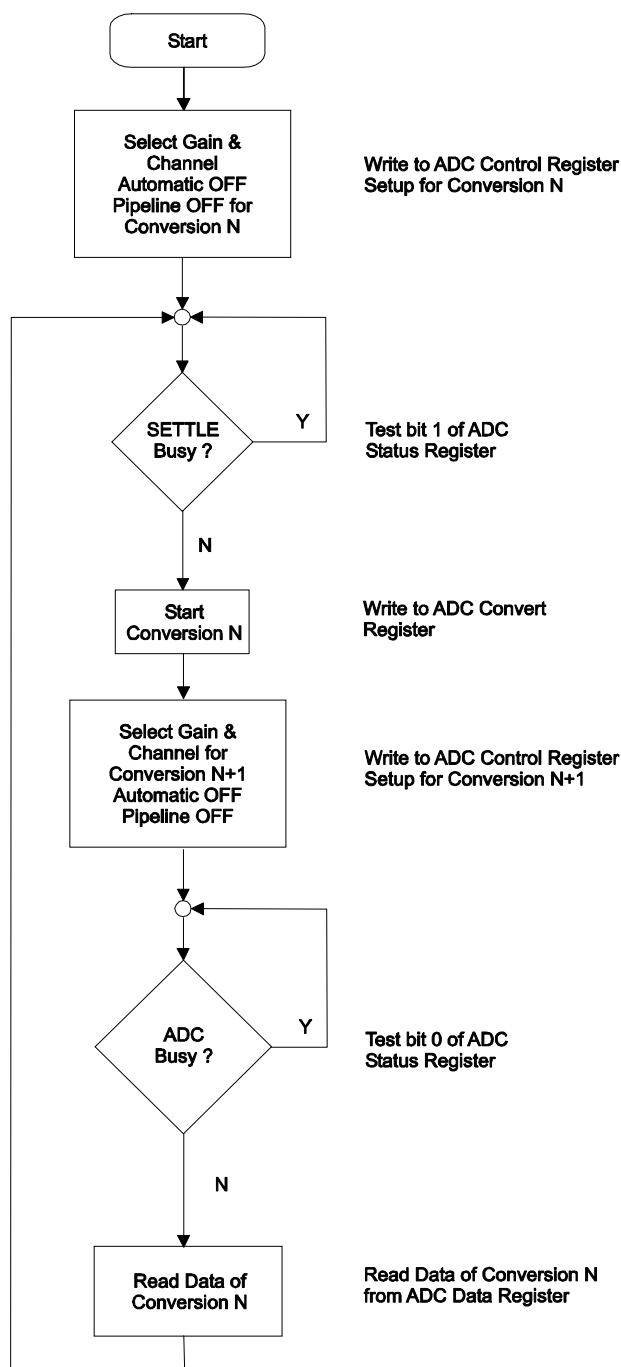 Start
Select Gain &
Channel
Automatic OFF
Pipeline OFF for
Conversion N
Write to ADC Control Register
Setup for Conversion N
SETTLE
Busy ?
Y
Test bit 1 of ADC
Status Register
N
Start
Conversion N
Write to ADC Convert
Register
Select Gain &
Channel for
Conversion N+1
Automatic OFF
Pipeline OFF
Write to ADC Control Register
Setup for Conversion N+1
ADC
Busy ?
Y
Test bit 0 of ADC
Status Register
N
Read Data of
Conversion N
Read Data of Conversion N
from ADC Data Register